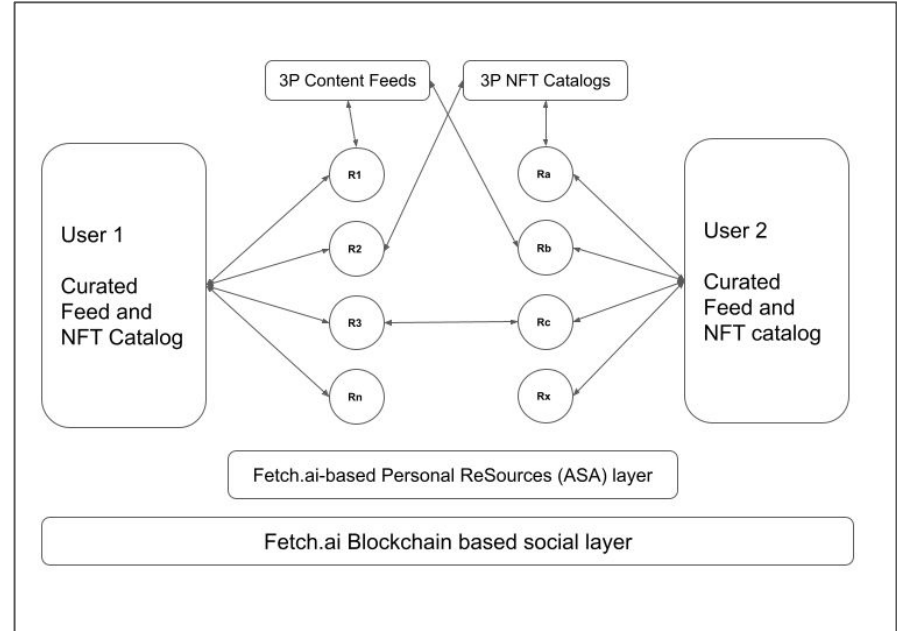 3P Content Feeds
3P NFT Catalogs
User 1
Curated
Feed and
NFT Catalog
R1
R2
R3
Rn
Ra
Rb
Rc
Rx
User 2
Curated
Feed and
NFT catalog
Fetch.ai-based Personal ReSources (ASA) layer
Fetch.ai Blockchain based social layer